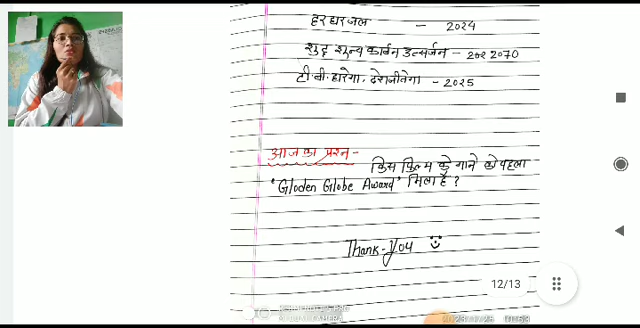 हर घर जल - 2024
शुद्ध शून्य कार्बन उत्सर्जन - 2070
टी.बी. हारेगा, देश जीतेगा - 2025
आज का प्रश्न -
किस फिल्म के गाने को पहला
'Gloden Globe Award' मिला है ?
Thank-You
12/13